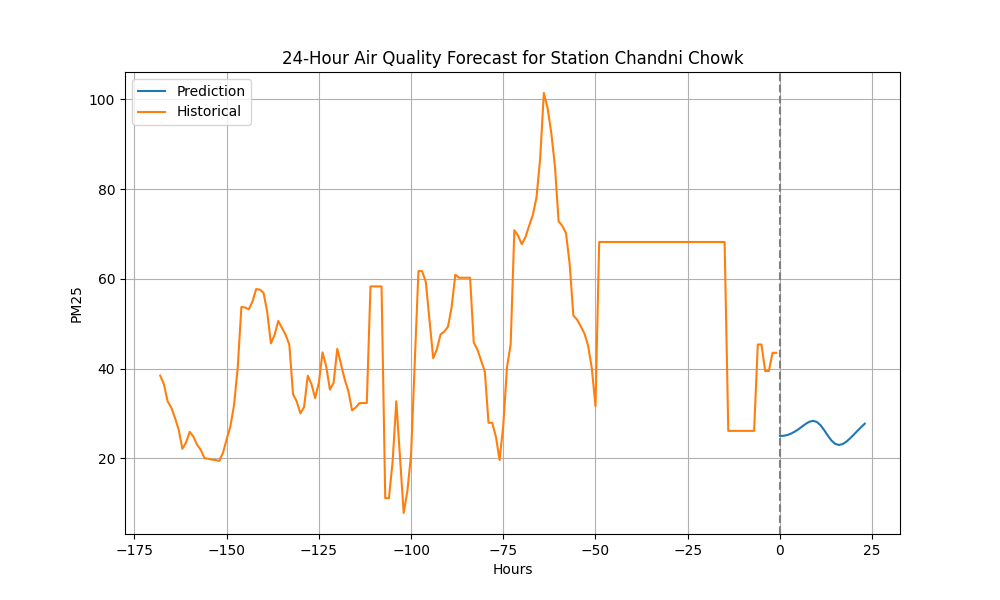 24-Hour Air Quality Forecast for Station Chandni Chowk
Prediction
Historical
100
80
60
40
20
PM25
−175
−150
−125
−100
−75
−50
−25
0
25
Hours